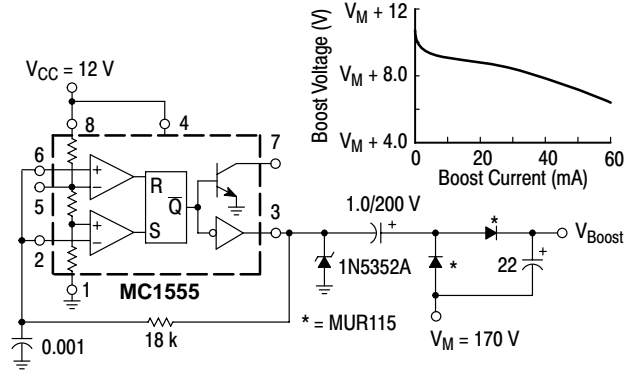 Boost Voltage (V)
V_M + 12
V_M + 8.0
V_M + 4.0
0
20
40
60
Boost Current (mA)
V_CC = 12 V
8
4
7
6
5
3
2
1
+
−
+
−
R
S
Q̅
MC1555
1.0/200 V
+
*
*
V_Boost
+
22
1N5352A
* = MUR115
V_M = 170 V
18 k
0.001